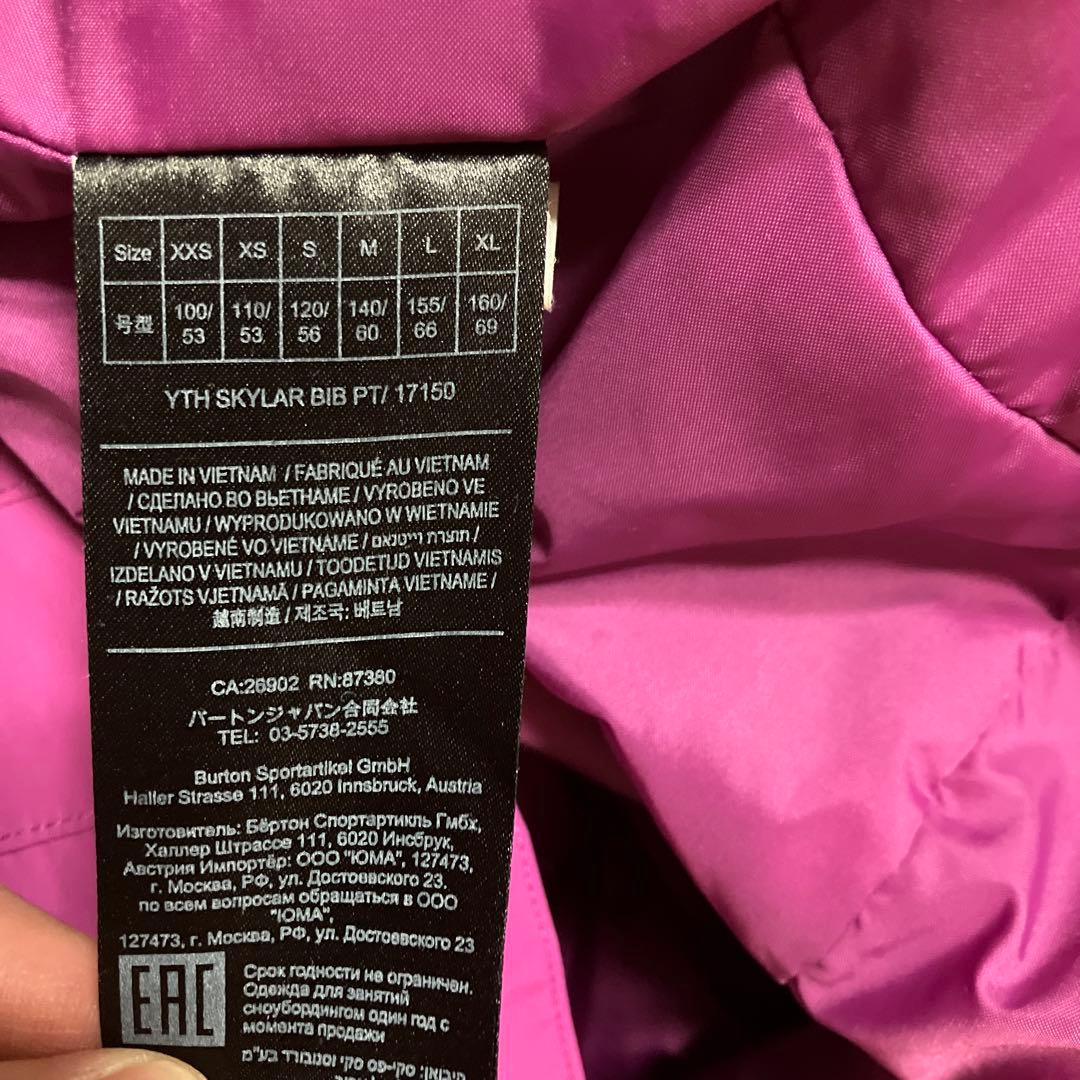 Size XXS XS S M L XL
号型 100/53 110/53 120/56 140/60 155/66 160/69
YTH SKYLAR BIB PT/ 17150
MADE IN VIETNAM / FABRIQUÉ AU VIETNAM
/ СДЕЛАНО ВО ВЬЕТНАМЕ / VYROBENO VE
VIETNAMU / WYPRODUKOWANO W WIETNAMIE
/ VYROBENÉ VO VIETNAME / תוצרת וייטנאם
IZDELANO V VIETNAMU / TOODETUD VIETNAMIS
/ RAŽOTS VJETNAMĀ / PAGAMINTA VIETNAME /
越南制造 / 제조국: 베트남
CA:26902 RN:87380
バートンジャパン合同会社
TEL: 03-5738-2555
Burton Sportartikel GmbH
Haller Strasse 111, 6020 Innsbruck, Austria
Изготовитель: Бёртон Спортартикль Гмбх,
Халлер Штрассе 111, 6020 Инсбрук,
Австрия Импортёр: ООО "ЮМА", 127473,
г. Москва, РФ, ул. Достоевского 23,
по всем вопросам обращаться в ООО
"ЮМА",
127473, г. Москва, РФ, ул. Достоевского 23
EAC
Срок годности не ограничен.
Одежда для занятий
сноубордингом один год с
момента продажи
היבואן: סקי-פס סקי וסנובורד בע"מ